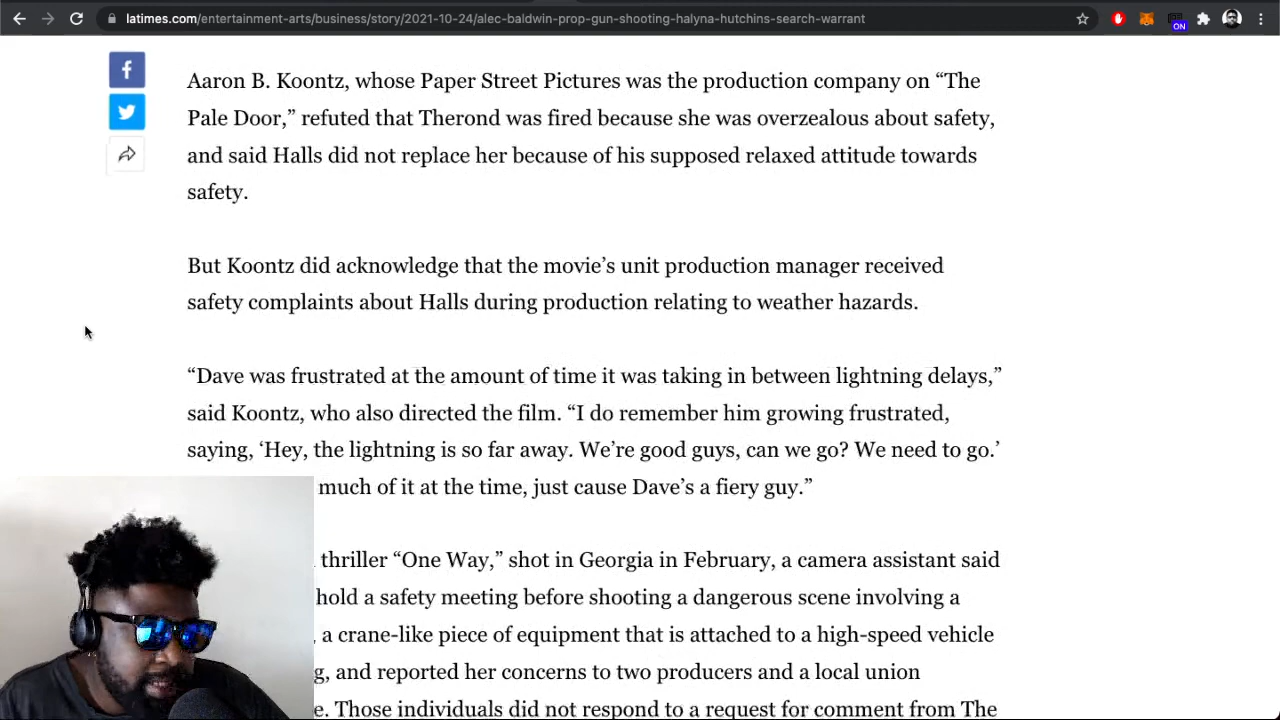 latimes.com/entertainment-arts/business/story/2021-10-24/alec-baldwin-prop-gun-shooting-halyna-hutchins-search-warrant
ON
Aaron B. Koontz, whose Paper Street Pictures was the production company on “The
Pale Door,” refuted that Therond was fired because she was overzealous about safety,
and said Halls did not replace her because of his supposed relaxed attitude towards
safety.
But Koontz did acknowledge that the movie’s unit production manager received
safety complaints about Halls during production relating to weather hazards.
“Dave was frustrated at the amount of time it was taking in between lightning delays,”
said Koontz, who also directed the film. “I do remember him growing frustrated,
saying, ‘Hey, the lightning is so far away. We’re good guys, can we go? We need to go.’
much of it at the time, just cause Dave’s a fiery guy.”
thriller “One Way,” shot in Georgia in February, a camera assistant said
hold a safety meeting before shooting a dangerous scene involving a
, a crane-like piece of equipment that is attached to a high-speed vehicle
g, and reported her concerns to two producers and a local union
e. Those individuals did not respond to a request for comment from The